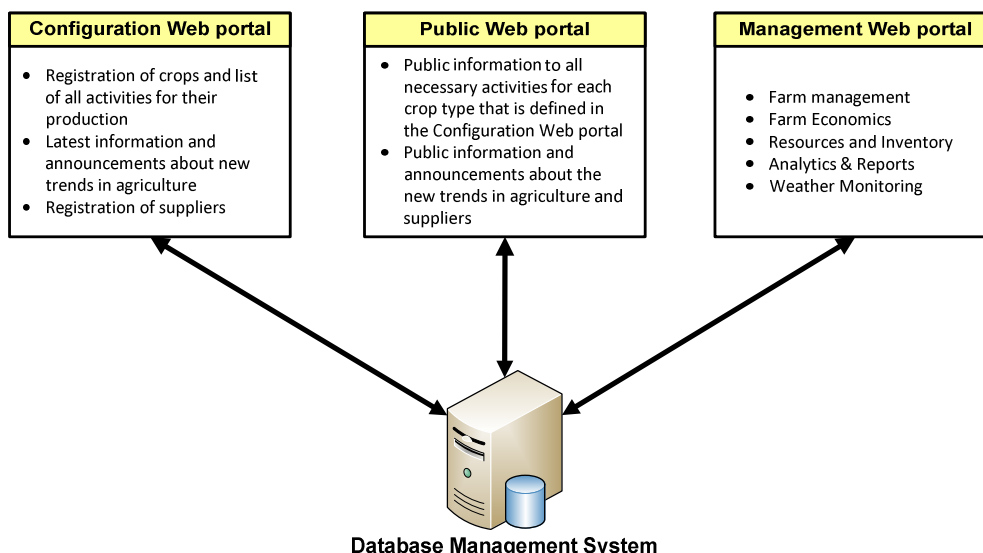 Configuration Web portal
• Registration of crops and list
of all activities for their
production
• Latest information and
announcements about new
trends in agriculture
• Registration of suppliers
Public Web portal
• Public information to all
necessary activities for each
crop type that is defined in
the Configuration Web portal
• Public information and
announcements about the
new trends in agriculture and
suppliers
Management Web portal
• Farm management
• Farm Economics
• Resources and Inventory
• Analytics & Reports
• Weather Monitoring
Database Management System